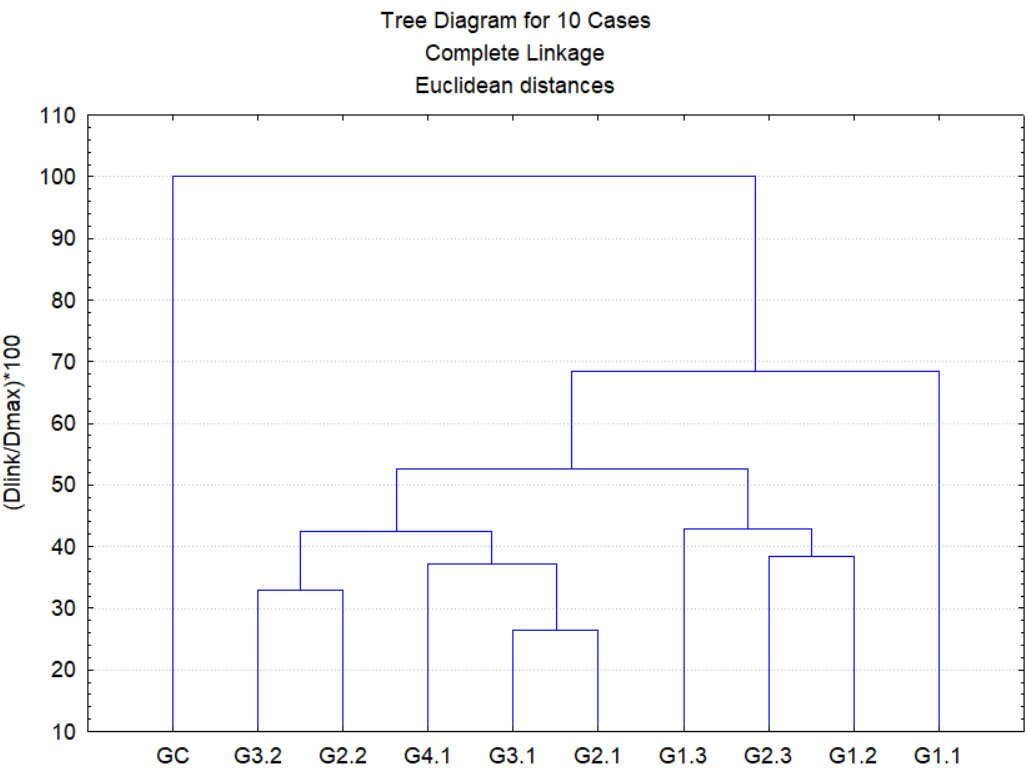 Tree Diagram for 10 Cases
Complete Linkage
Euclidean distances
(Dlink/Dmax)*100
110
100
90
80
70
60
50
40
30
20
10
GC G3.2 G2.2 G4.1 G3.1 G2.1 G1.3 G2.3 G1.2 G1.1